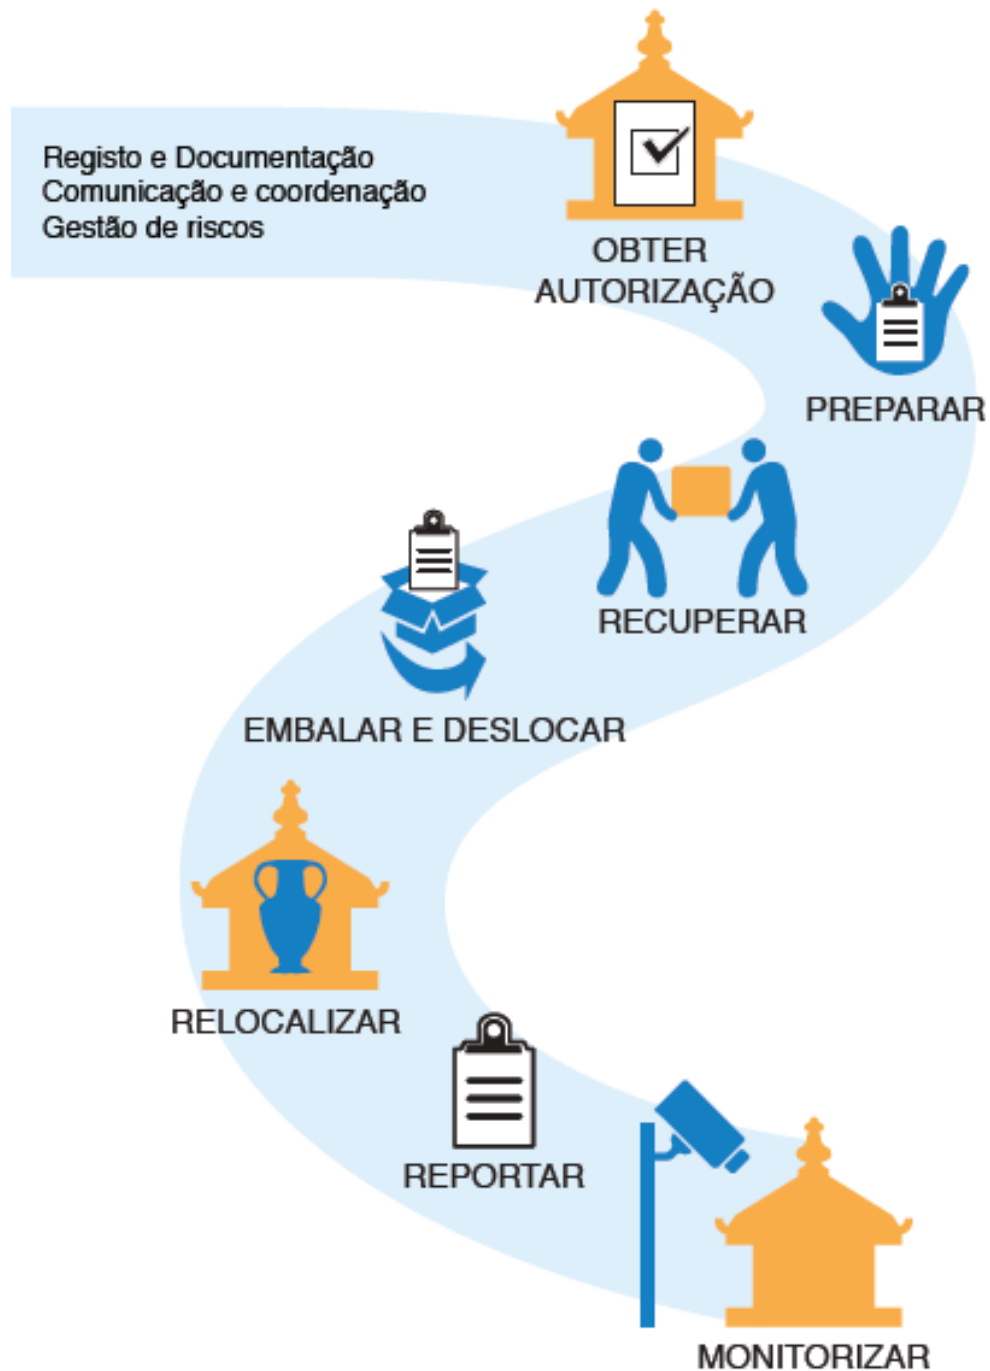 Registo e Documentação
Comunicação e coordenação
Gestão de riscos
OBTER
AUTORIZAÇÃO
PREPARAR
RECUPERAR
EMBALAR E DESLOCAR
RELOCALIZAR
REPORTAR
MONITORIZAR